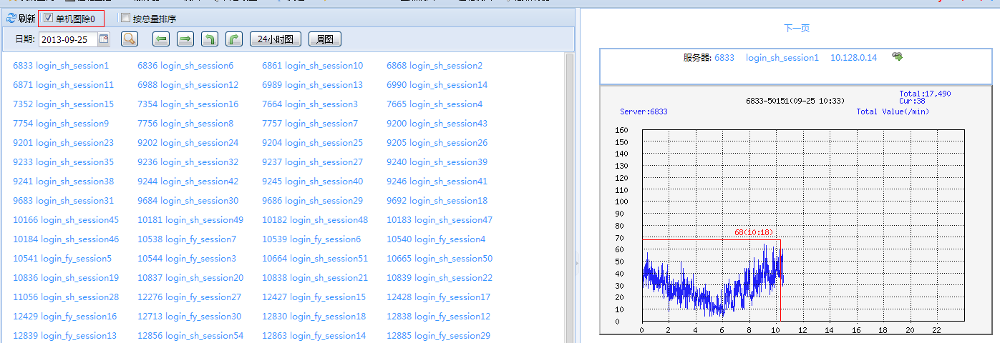 刷新 单机图除0 按总量排序
日期: 2013-09-25 24小时图 周图
6833 login_sh_session1 6836 login_sh_session6 6861 login_sh_session10 6868 login_sh_session2
6871 login_sh_session11 6988 login_sh_session12 6989 login_sh_session13 6990 login_sh_session14
7352 login_sh_session15 7354 login_sh_session16 7664 login_sh_session3 7665 login_sh_session4
7754 login_sh_session9 7756 login_sh_session8 7757 login_sh_session7 9200 login_sh_session43
9201 login_sh_session23 9202 login_sh_session24 9204 login_sh_session25 9205 login_sh_session26
9233 login_sh_session35 9236 login_sh_session32 9237 login_sh_session27 9240 login_sh_session39
9241 login_sh_session38 9244 login_sh_session42 9245 login_sh_session40 9246 login_sh_session41
9683 login_sh_session31 9684 login_sh_session30 9686 login_sh_session29 9692 login_sh_session18
10166 login_sh_session45 10181 login_sh_session49 10182 login_sh_session48 10183 login_sh_session47
10184 login_sh_session46 10538 login_fy_session7 10539 login_fy_session6 10540 login_fy_session4
10541 login_fy_session5 10544 login_fy_session3 10664 login_sh_session51 10665 login_sh_session50
10836 login_sh_session19 10837 login_sh_session20 10838 login_sh_session21 10839 login_sh_session22
11056 login_sh_session28 12276 login_fy_session27 12427 login_fy_session15 12428 login_fy_session17
12429 login_fy_session16 12713 login_fy_session30 12830 login_fy_session18 12838 login_fy_session12
12839 login_fy_session13 12856 login_sh_session54 12863 login_fy_session14 12885 login_fy_session29
下一页
服务器: 6833 login_sh_session1 10.128.0.14
Total:17,490
6833-50151(09-25 10:33) Cur:38
Server:6833 Total Value(/min)
160
150
140
130
120
110
100
90
80
70
60
50
40
30
20
10
0
68(10:18)
0 2 4 6 8 10 12 14 16 18 20 22